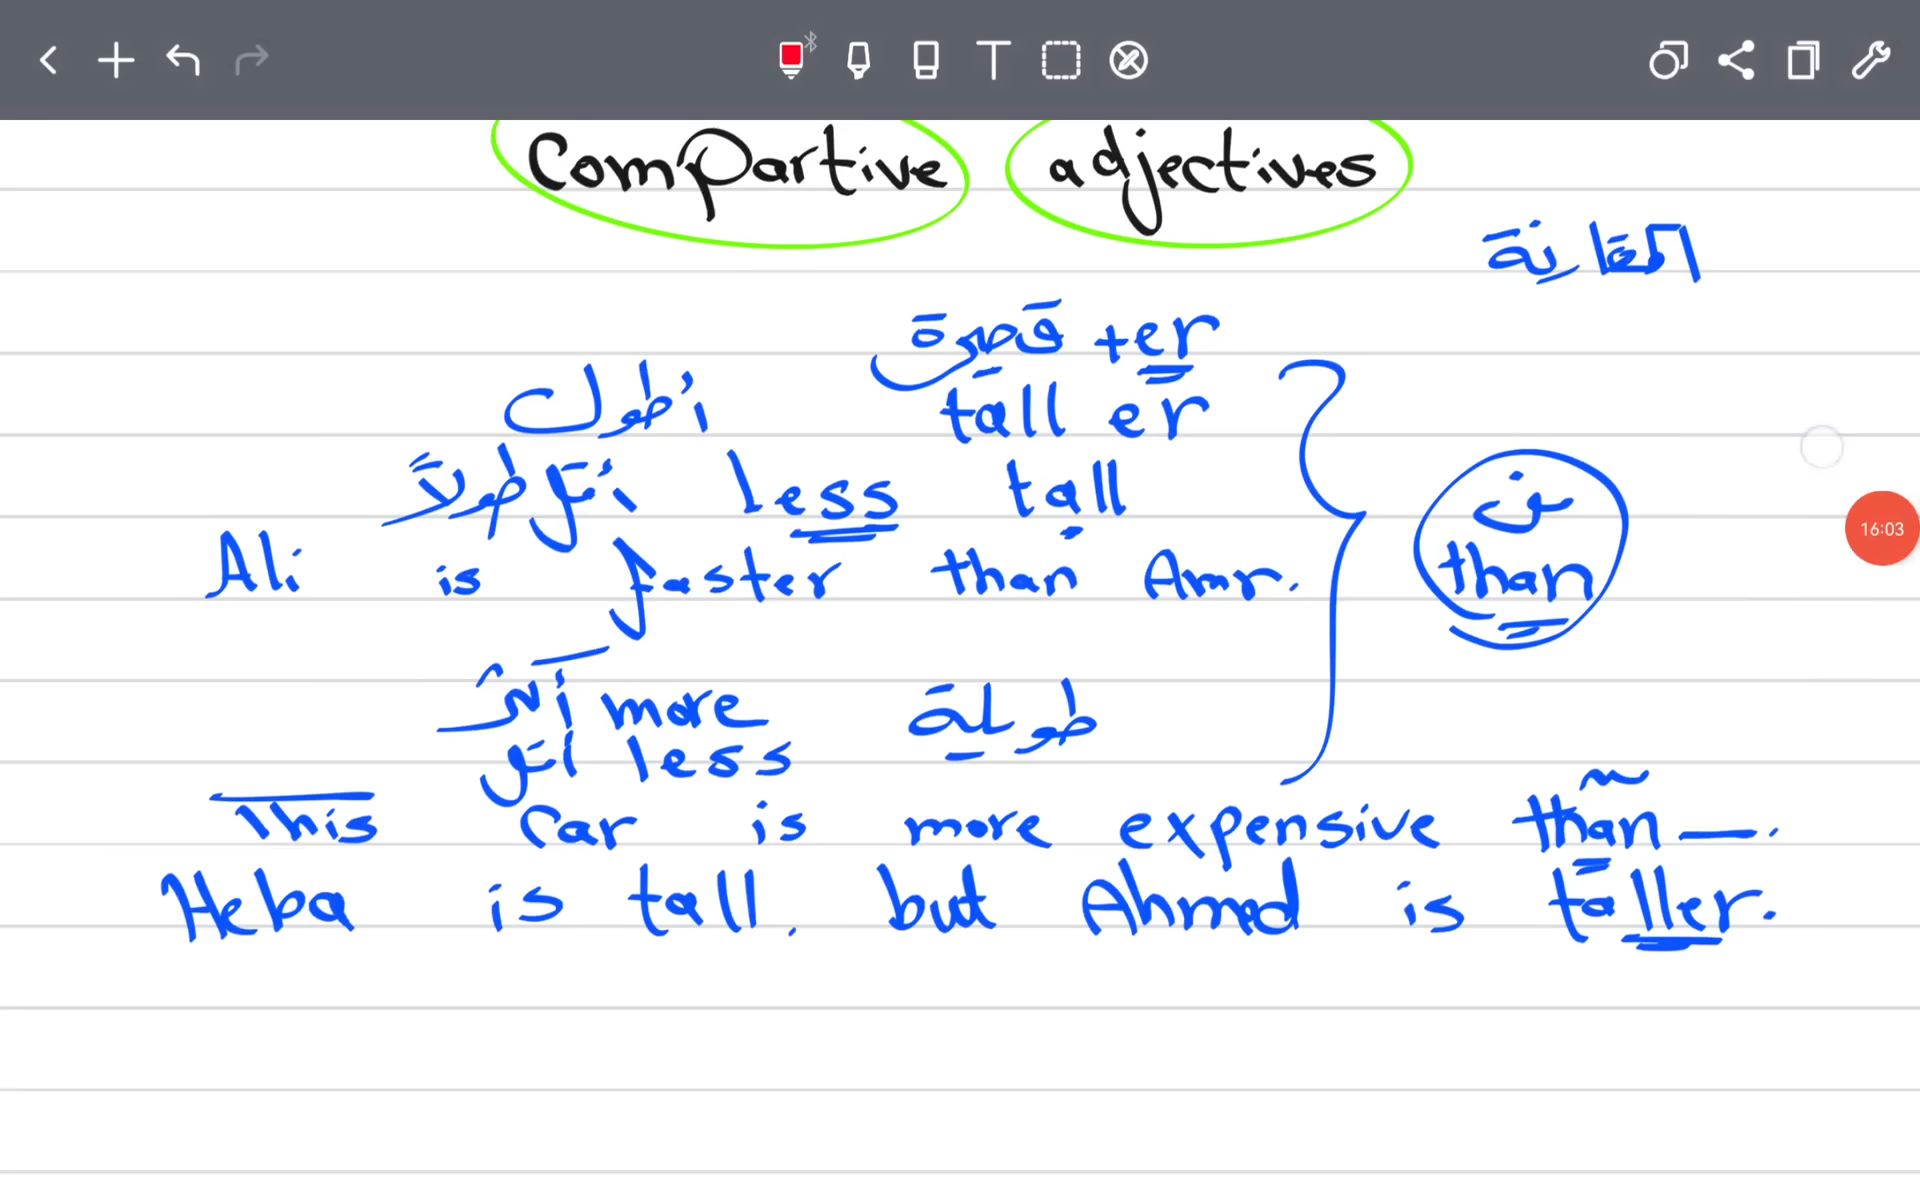 Compartive adjectives
المقارنة
قصيرة +er
أطول tall er
أقل طولاً less tall
من
Ali is faster than Amr. than
أكثر more طويلة
أقل less
This Car is more expensive than —.
Heba is tall, but Ahmed is taller.
16:03